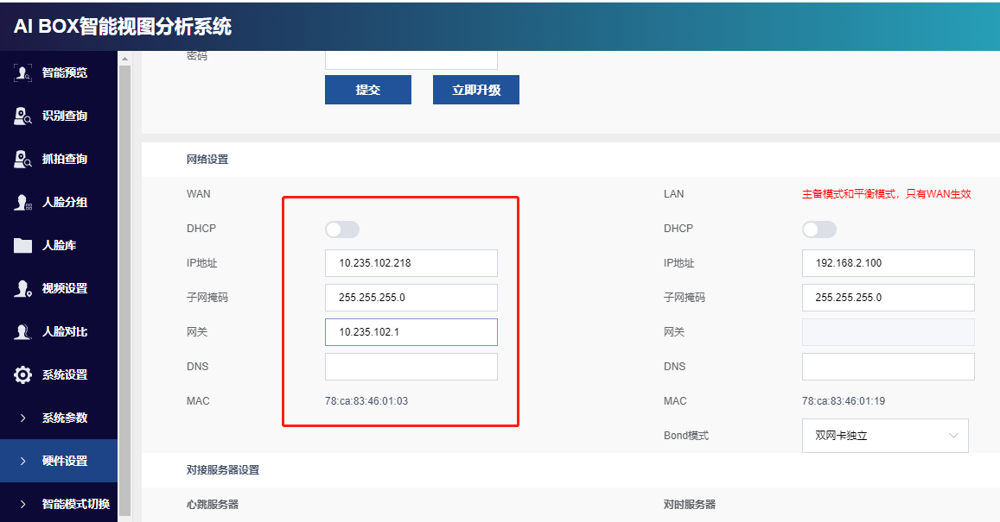 AI BOX智能视图分析系统
智能预览
识别查询
抓拍查询
人脸分组
人脸库
视频设置
人脸对比
系统设置
系统参数
硬件设置
智能模式切换
密码
提交 立即升级
网络设置
WAN
DHCP
IP地址 10.235.102.218
子网掩码 255.255.255.0
网关 10.235.102.1
DNS
MAC 78:ca:83:46:01:03
LAN 主备模式和平衡模式，只有WAN生效
DHCP
IP地址 192.168.2.100
子网掩码 255.255.255.0
网关
DNS
MAC 78:ca:83:46:01:19
Bond模式 双网卡独立
对接服务器设置
心跳服务器 对时服务器